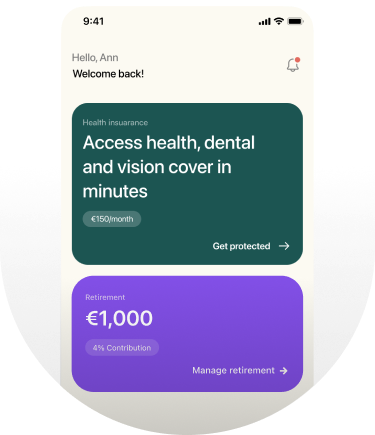 9:41
Hello, Ann
Welcome back!
Health insuarance
Access health, dental
and vision cover in
minutes
€150/month
Get protected
Retirement
€1,000
4% Contribution
Manage retirement